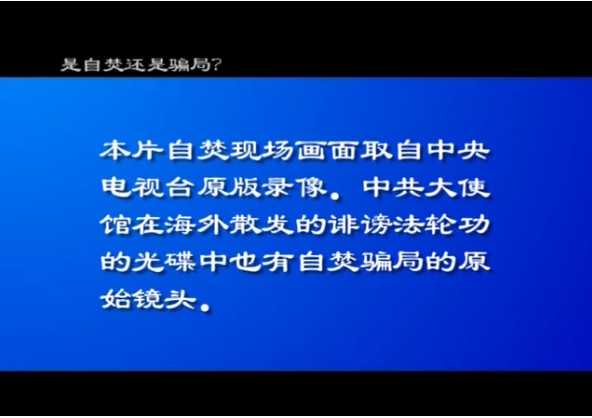 是自焚还是骗局?
本片自焚现场画面取自中央
电视台原版录像。中共大使
馆在海外散发的诽谤法轮功
的光碟中也有自焚骗局的原
始镜头。